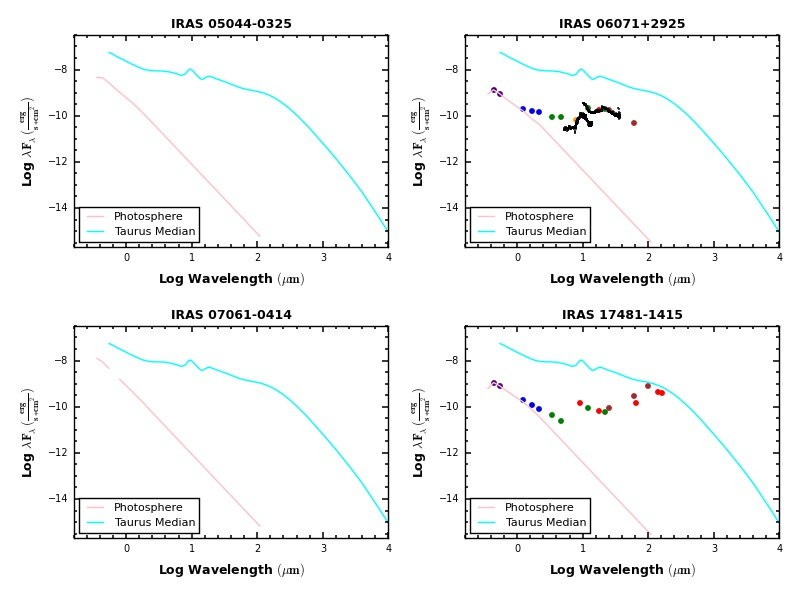 IRAS 05044-0325
−8
−10
−12
−14
Log λF_λ (erg/s*cm²)
Photosphere
Taurus Median
0 1 2 3 4
Log Wavelength (μm)
IRAS 06071+2925
−8
−10
−12
−14
Log λF_λ (erg/s*cm²)
Photosphere
Taurus Median
0 1 2 3 4
Log Wavelength (μm)
IRAS 07061-0414
−8
−10
−12
−14
Log λF_λ (erg/s*cm²)
Photosphere
Taurus Median
0 1 2 3 4
Log Wavelength (μm)
IRAS 17481-1415
−8
−10
−12
−14
Log λF_λ (erg/s*cm²)
Photosphere
Taurus Median
0 1 2 3 4
Log Wavelength (μm)